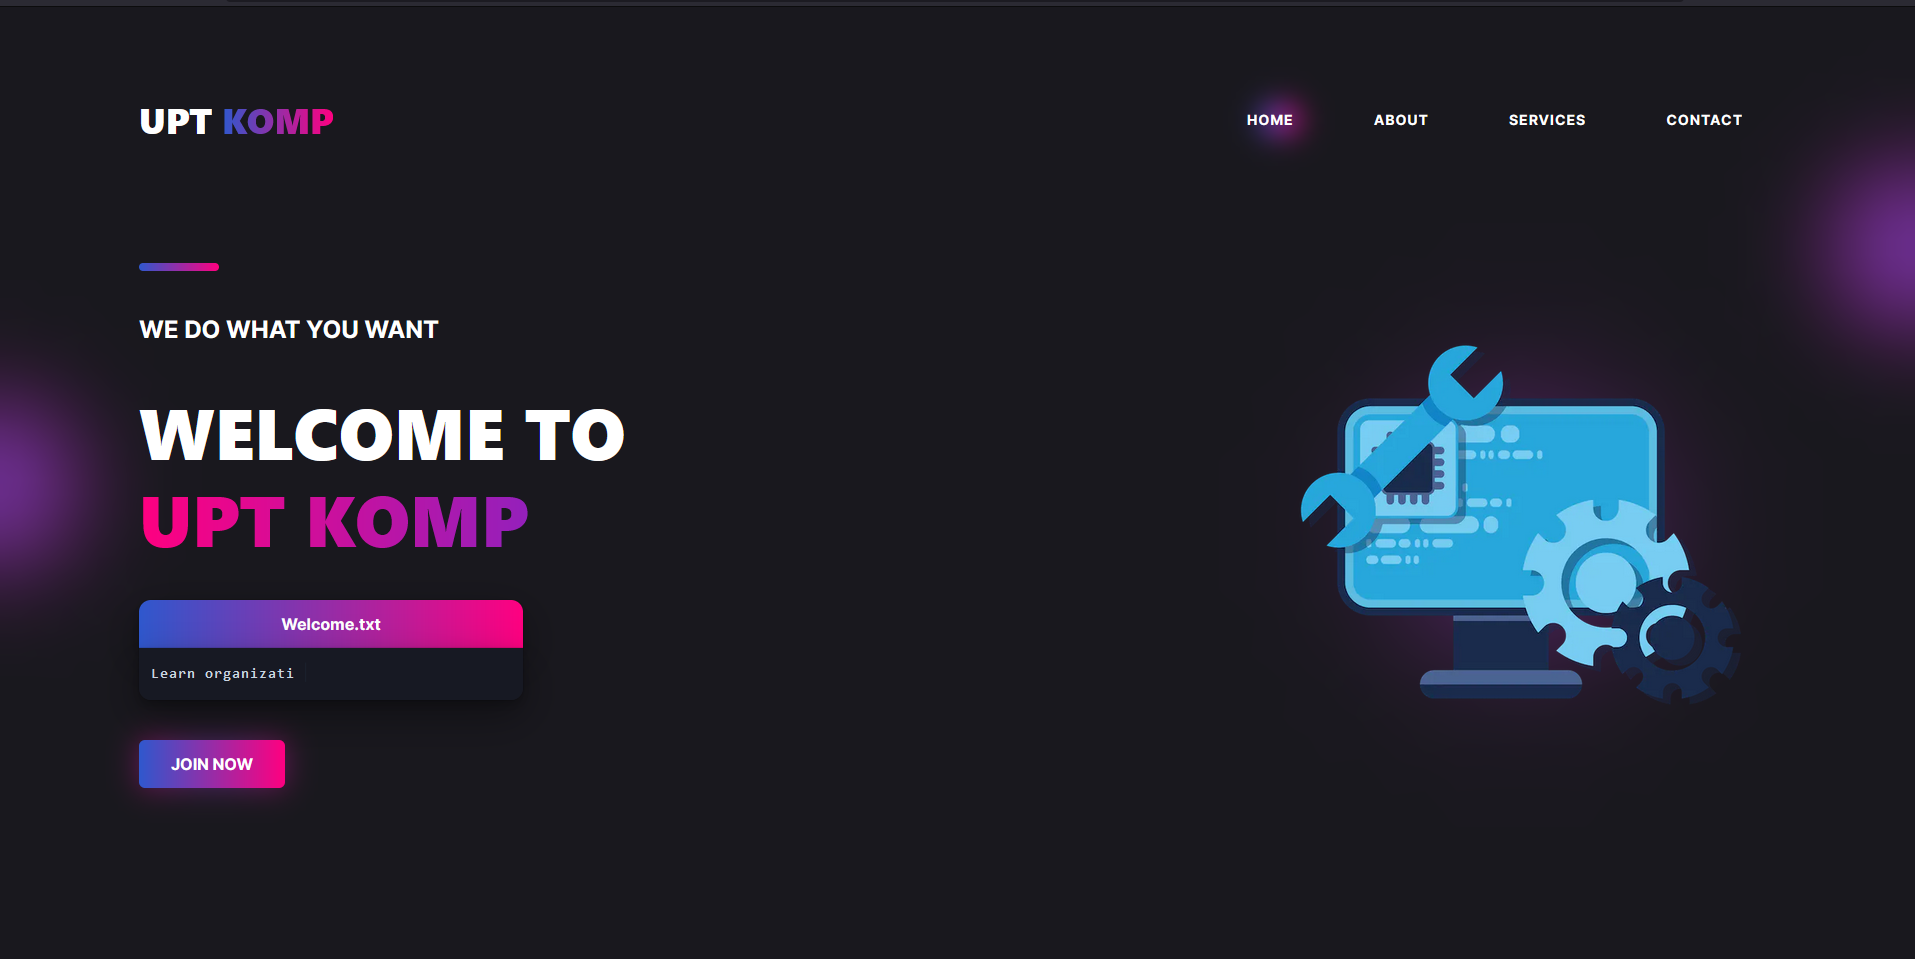 UPT KOMP
HOME ABOUT SERVICES CONTACT
WE DO WHAT YOU WANT
WELCOME TO
UPT KOMP
Welcome.txt
Learn organizati
JOIN NOW